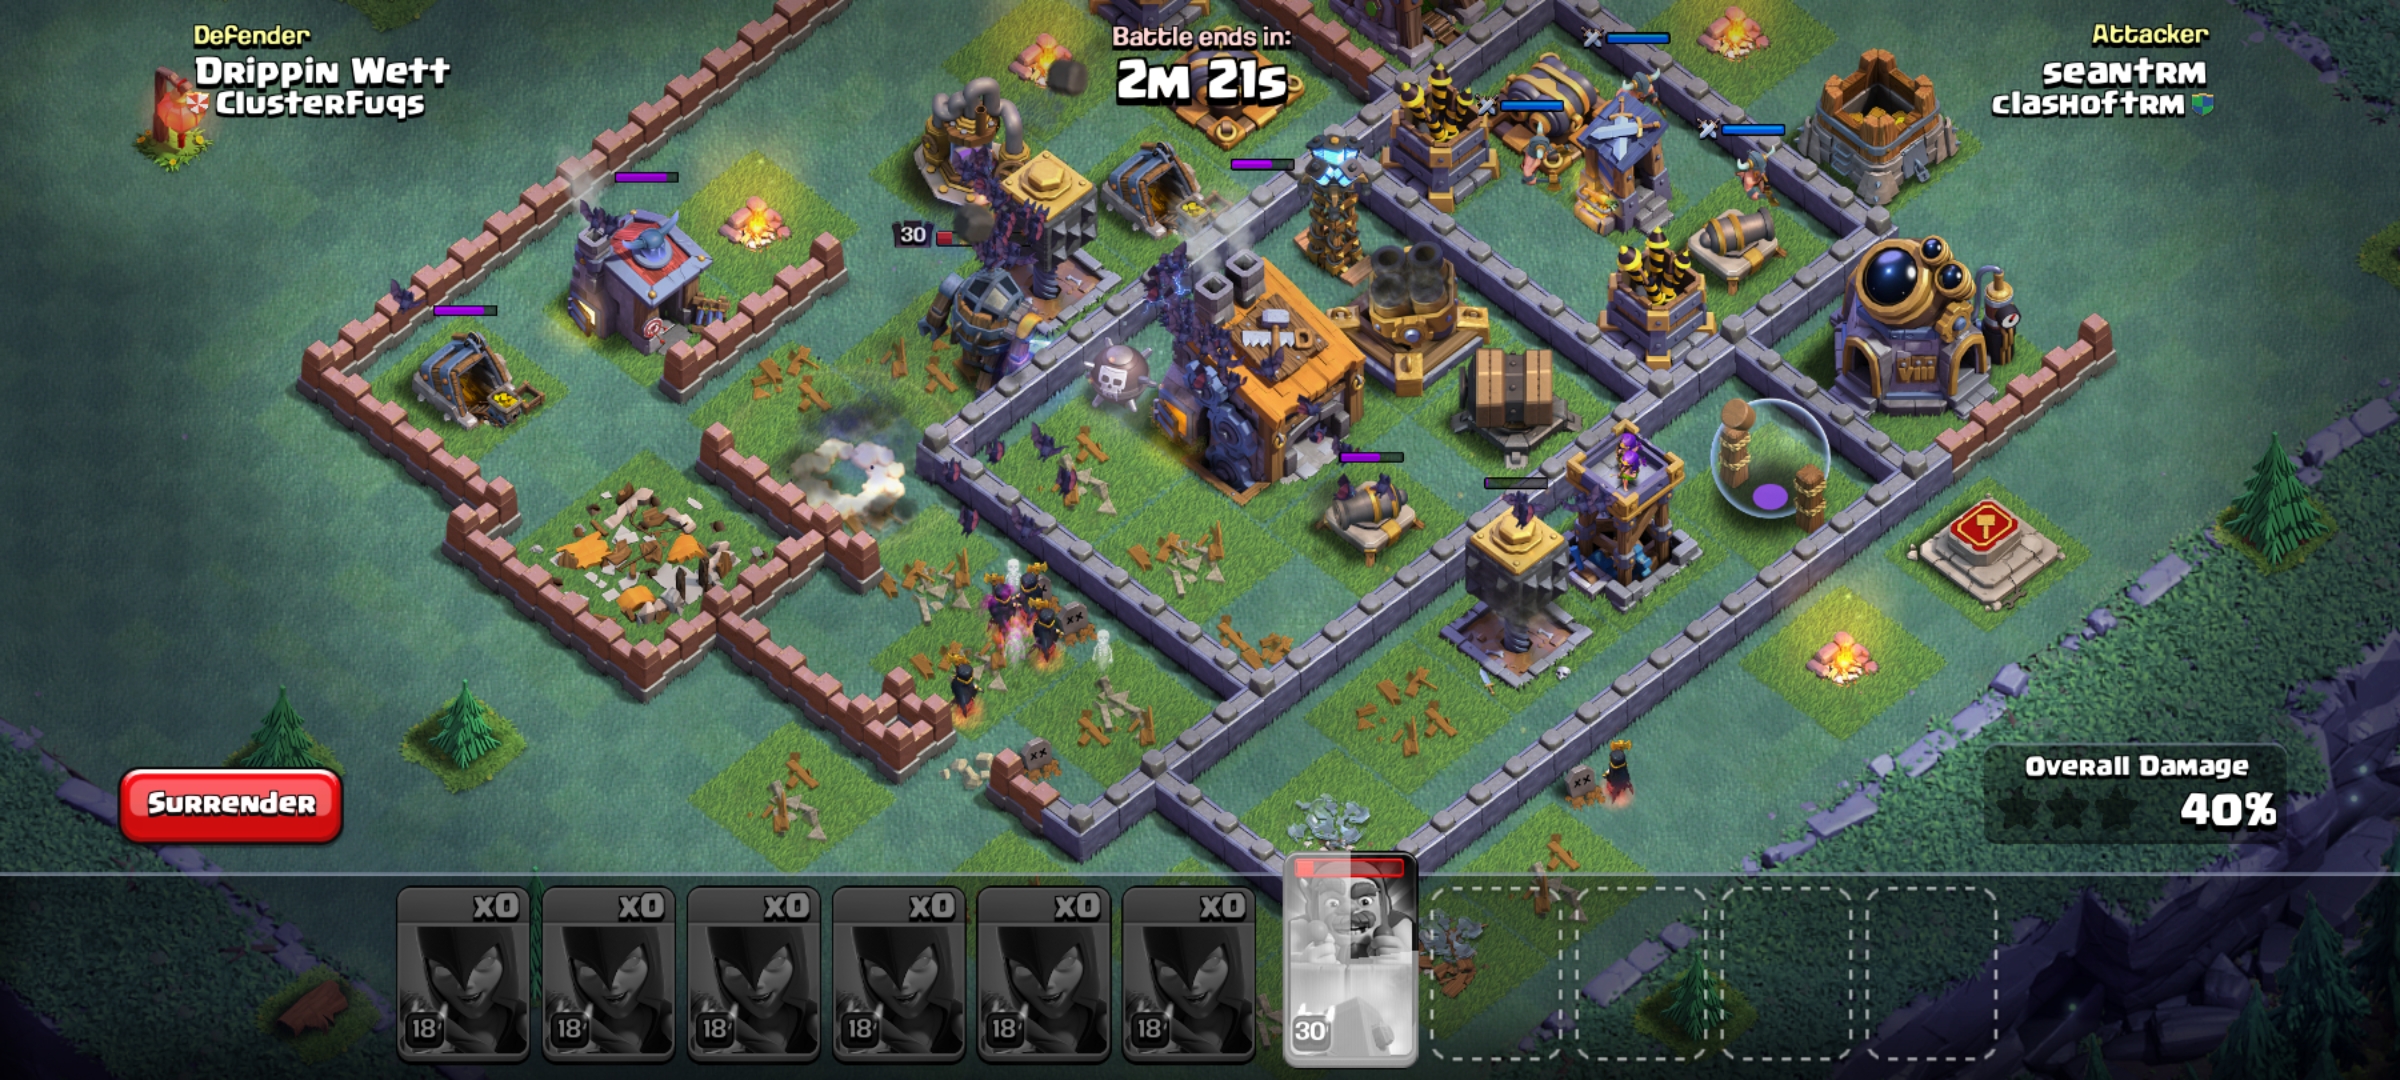 Defender
Drippin Wett
ClusterFuqs
Battle ends in:
2M 21s
Attacker
seantRM
clashoftRM
30
VIII
Surrender
Overall Damage
40%
x0
x0
x0
x0
x0
x0
18
18
18
18
18
18
30